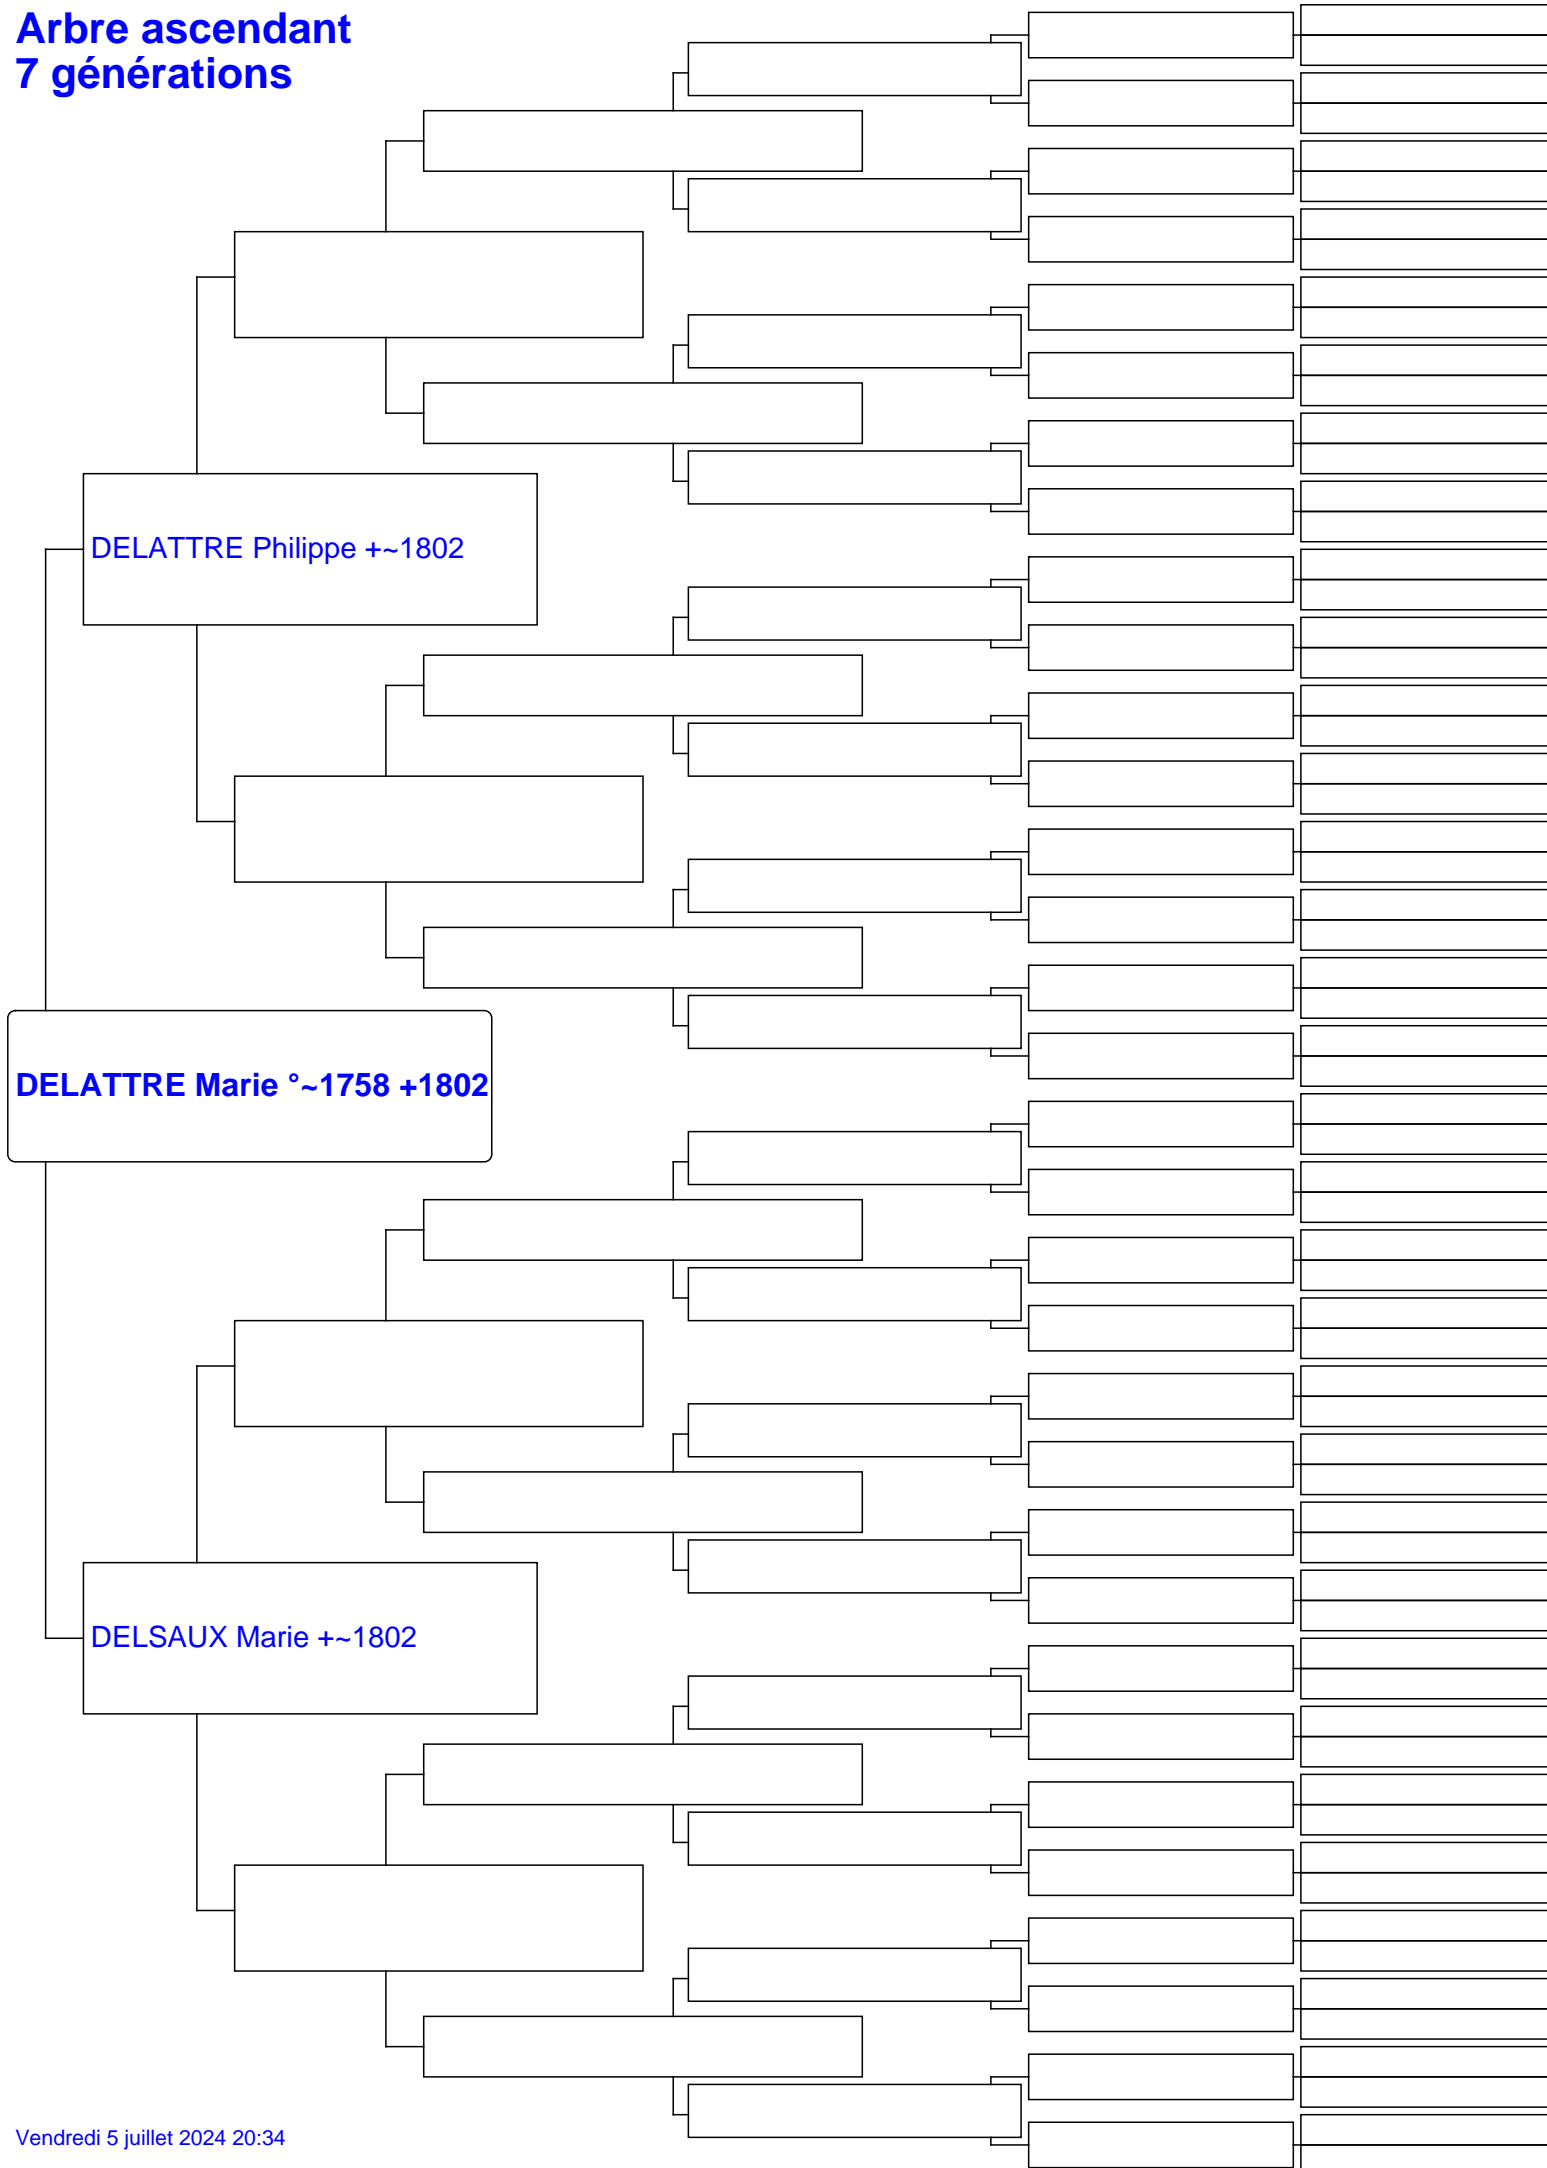 Arbre ascendant
7 générations
DELATTRE Philippe +~1802
DELATTRE Marie °~1758 +1802
DELSAUX Marie +~1802
Vendredi 5 juillet 2024 20:34